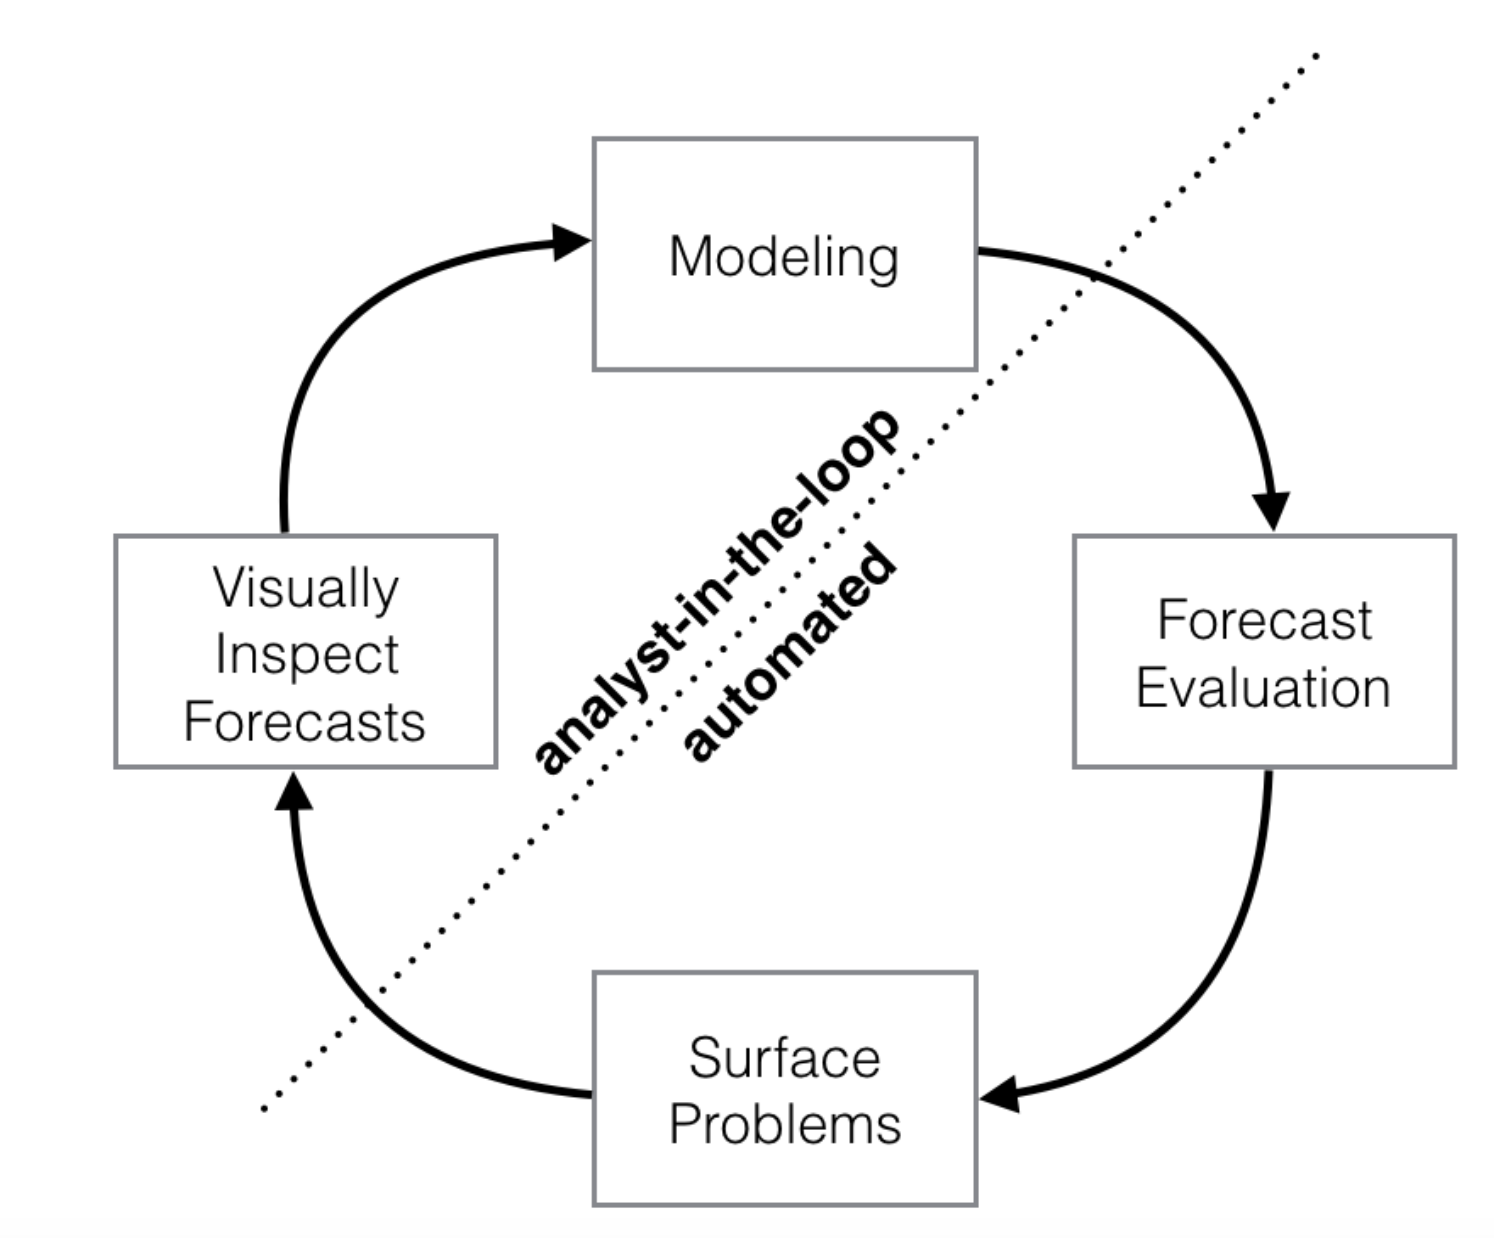 Modeling
analyst-in-the-loop
automated
Visually
Inspect
Forecasts
Forecast
Evaluation
Surface
Problems